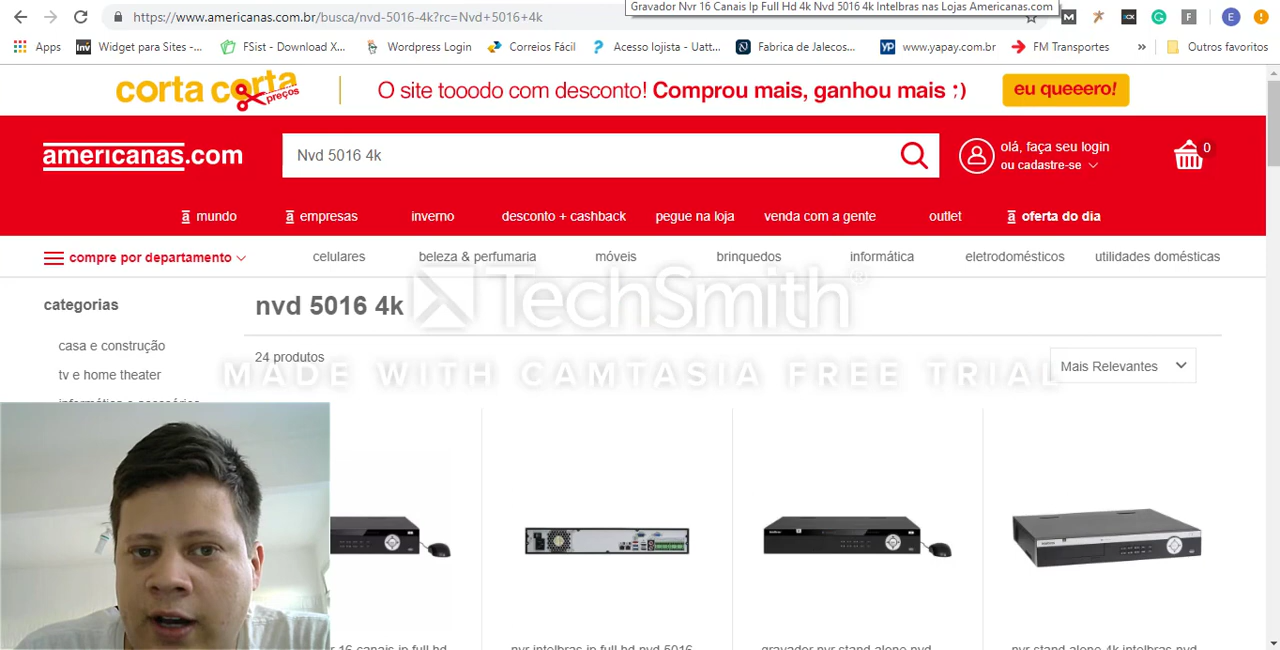 Gravador Nvr 16 Canais Ip Full Hd 4k Nvd 5016 4k Intelbras nas Lojas Americanas.com
https://www.americanas.com.br/busca/nvd-5016-4k?rc=Nvd+5016+4k
Apps Widget para Sites -... FSist - Download X... Wordpress Login Correios Fácil Acesso lojista - Uatt... Fabrica de Jalecos... www.yapay.com.br FM Transportes » Outros favoritos
corta corta preços O site tooodo com desconto! Comprou mais, ganhou mais ;) eu queeero!
americanas.com Nvd 5016 4k olá, faça seu login 0
ou cadastre-se
a mundo a empresas inverno desconto + cashback pegue na loja venda com a gente outlet a oferta do dia
compre por departamento celulares beleza & perfumaria móveis brinquedos informática eletrodomésticos utilidades domésticas
TechSmith®
categorias nvd 5016 4k
casa e construção 24 produtos Mais Relevantes
tv e home theater MADE WITH CAMTASIA FREE TRIAL
informática e acessórios
r 16 canais ip full hd nvr intelbras ip full hd nvd 5016 gravador nvr stand alone nvd nvr stand alone 4k intelbras nvd